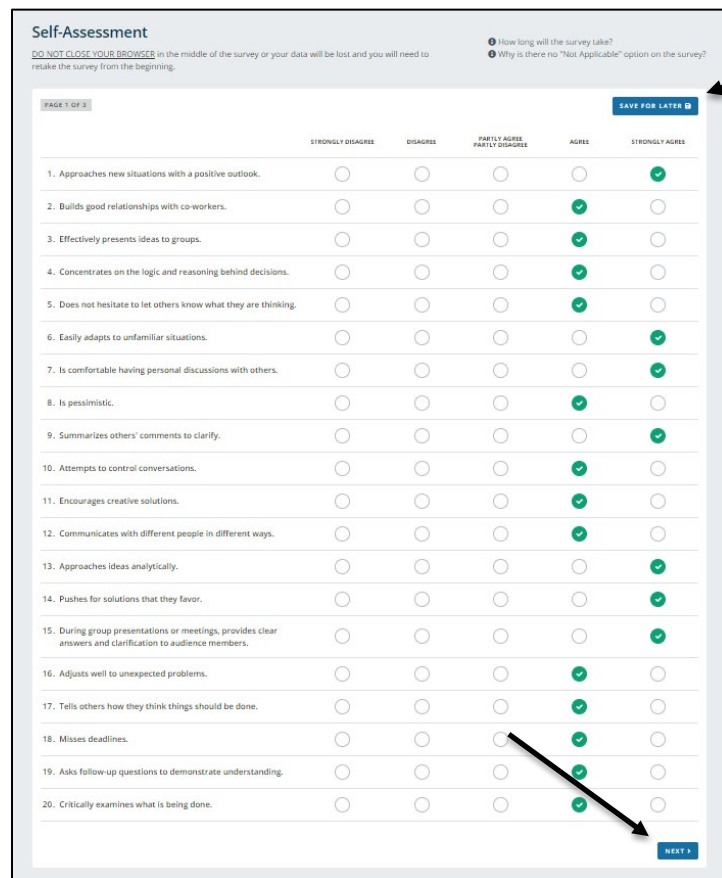 Self-Assessment
DO NOT CLOSE YOUR BROWSER in the middle of the survey or your data will be lost and you will need to
retake the survey from the beginning.
How long will the survey take?
Why is there no "Not Applicable" option on the survey?
PAGE 1 OF 3
SAVE FOR LATER
STRONGLY DISAGREE DISAGREE PARTLY AGREE PARTLY DISAGREE AGREE STRONGLY AGREE
1. Approaches new situations with a positive outlook.
2. Builds good relationships with co-workers.
3. Effectively presents ideas to groups.
4. Concentrates on the logic and reasoning behind decisions.
5. Does not hesitate to let others know what they are thinking.
6. Easily adapts to unfamiliar situations.
7. Is comfortable having personal discussions with others.
8. Is pessimistic.
9. Summarizes others' comments to clarify.
10. Attempts to control conversations.
11. Encourages creative solutions.
12. Communicates with different people in different ways.
13. Approaches ideas analytically.
14. Pushes for solutions that they favor.
15. During group presentations or meetings, provides clear
answers and clarification to audience members.
16. Adjusts well to unexpected problems.
17. Tells others how they think things should be done.
18. Misses deadlines.
19. Asks follow-up questions to demonstrate understanding.
20. Critically examines what is being done.
NEXT